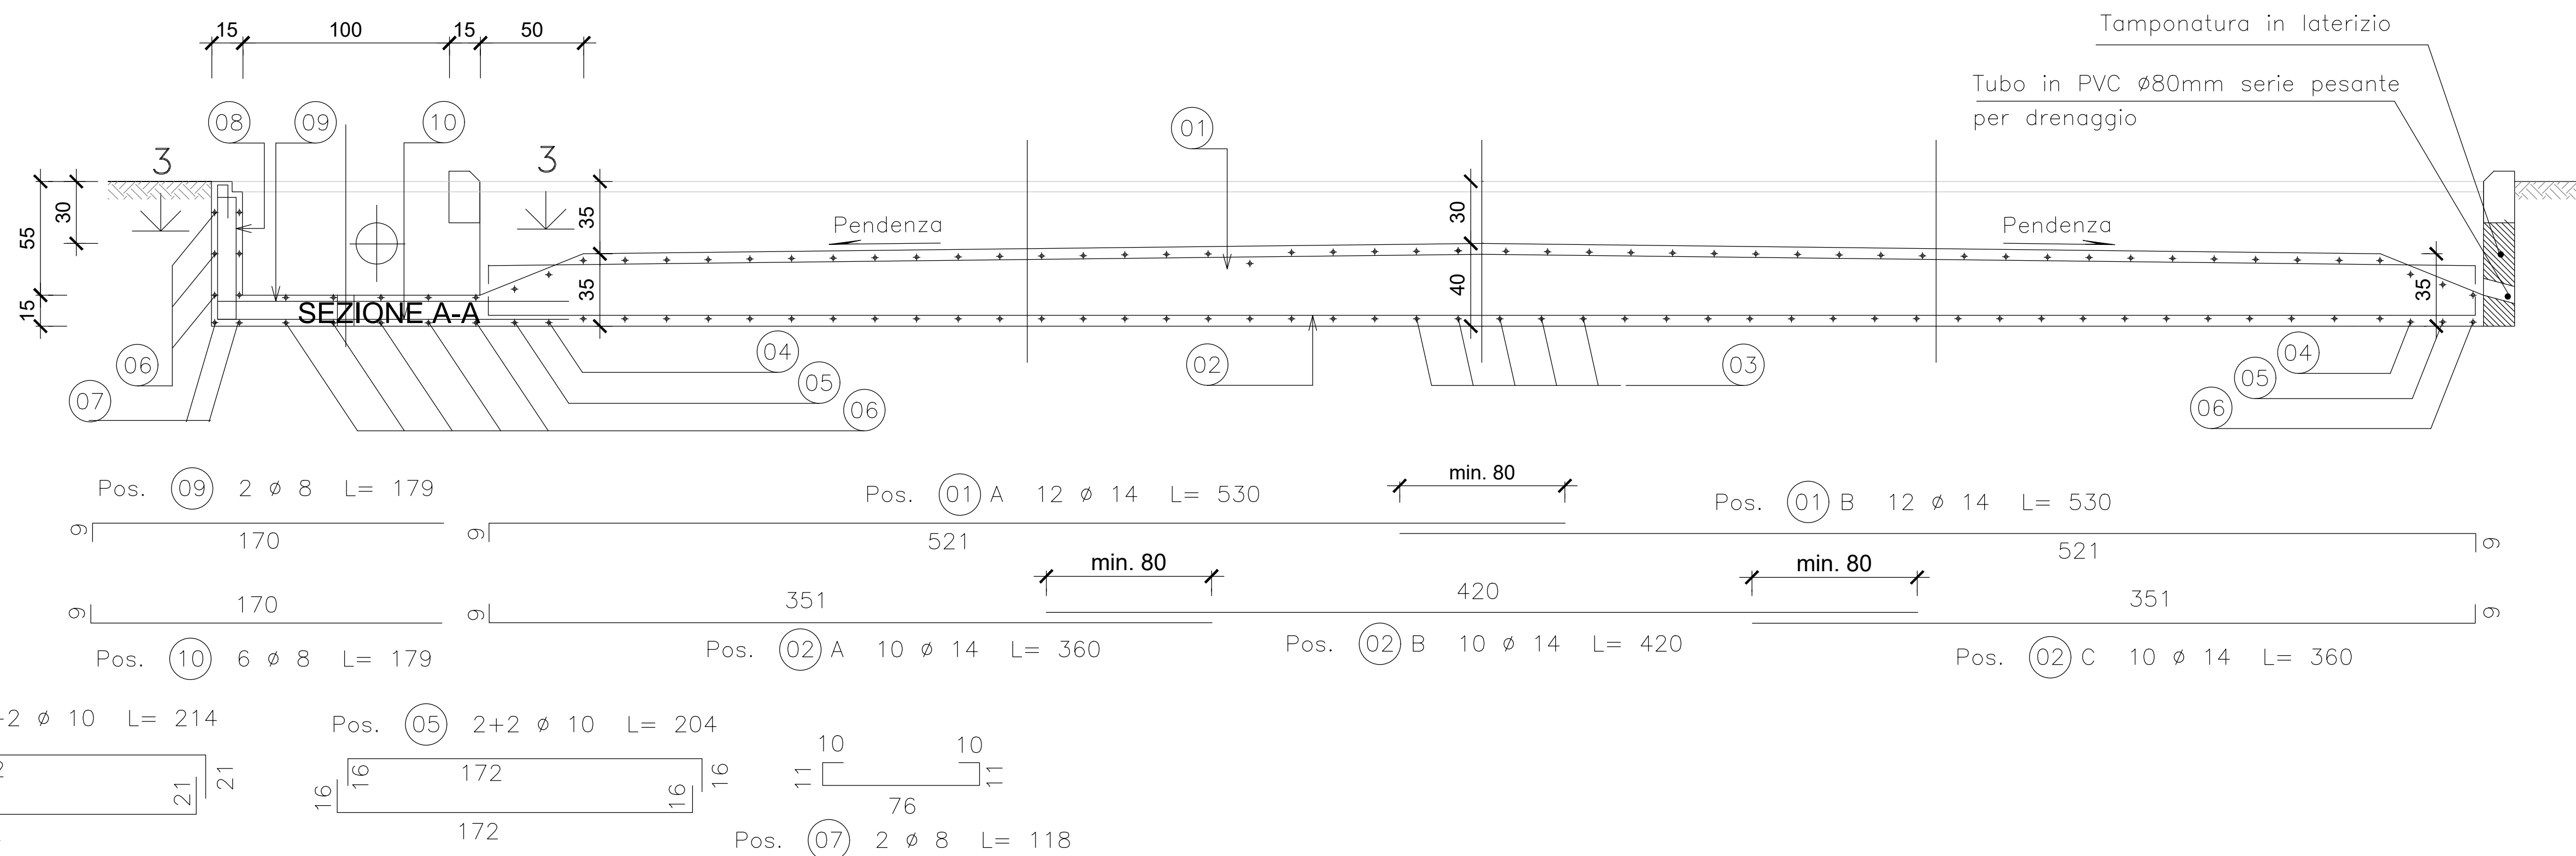 15 100 15 50
Tamponatura in laterizio
Tubo in PVC ø80mm serie pesante
per drenaggio
08 09 10 01
3 3
55 30 15
35 35
30 40
35
Pendenza
Pendenza
SEZIONE A-A
06 07
04
05
06
02 03
04
05
06
Pos. 09 2 ø 8 L= 179
9 170
Pos. 01 A 12 ø 14 L= 530
min. 80
Pos. 01 B 12 ø 14 L= 530
9 521
521 9
170
9
Pos. 10 6 ø 8 L= 179
min. 80
min. 80
9 351
420
351 9
Pos. 02 A 10 ø 14 L= 360
Pos. 02 B 10 ø 14 L= 420
Pos. 02 C 10 ø 14 L= 360
2 ø 10 L= 214
21 21
Pos. 05 2+2 ø 10 L= 204
16 172 16
16 16
172
10 10
11 11
76
Pos. 07 2 ø 8 L= 118